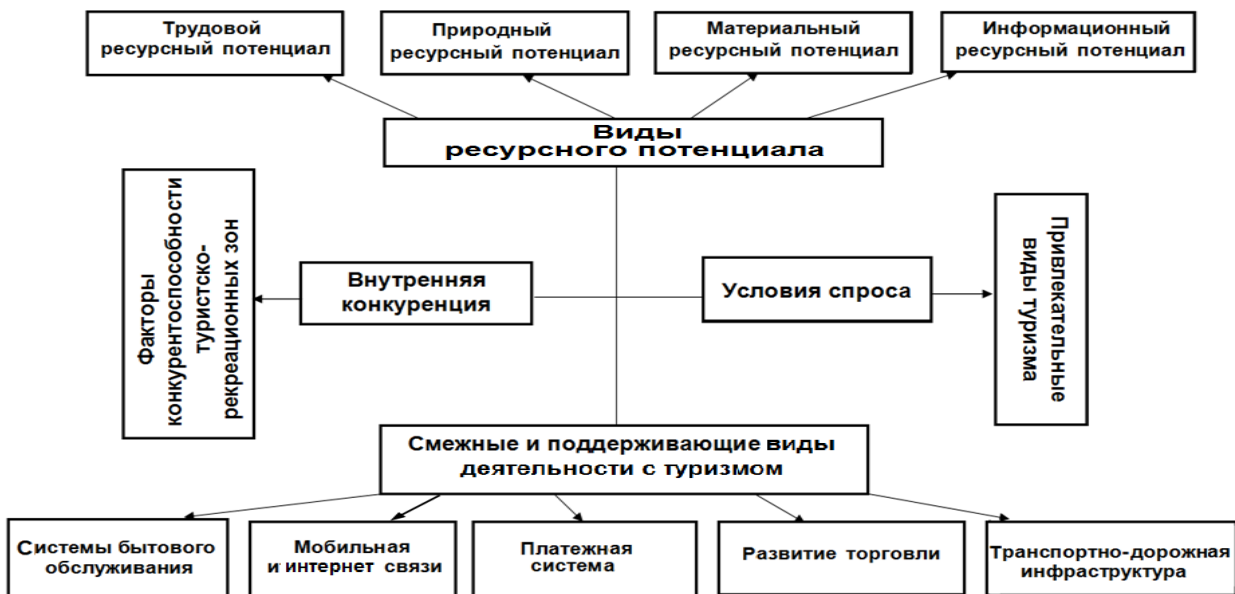 Трудовой
ресурсный потенциал
Природный
ресурсный потенциал
Материальный
ресурсный потенциал
Информационный
ресурсный потенциал
Виды
ресурсного потенциала
Факторы
конкурентоспособности
туристско-
рекреационных зон
Внутренняя
конкуренция
Условия спроса
Привлекательные
виды туризма
Смежные и поддерживающие виды
деятельности с туризмом
Системы бытового
обслуживания
Мобильная
и интернет связи
Платежная
система
Развитие торговли
Транспортно-дорожная
инфраструктура